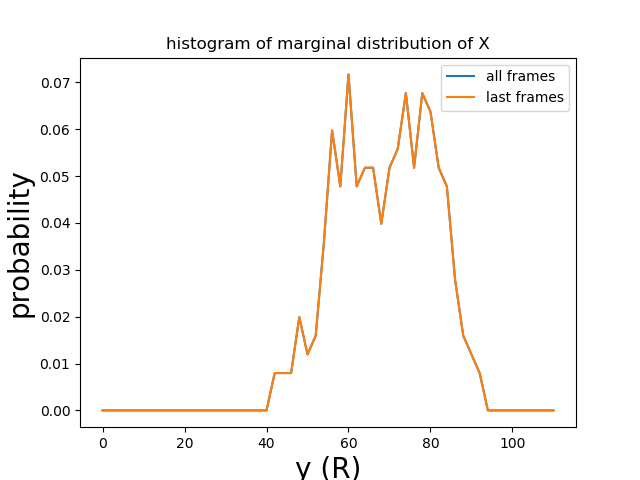 histogram of marginal distribution of X
all frames
last frames
probability
0.07
0.06
0.05
0.04
0.03
0.02
0.01
0.00
0 20 40 60 80 100
y (R)